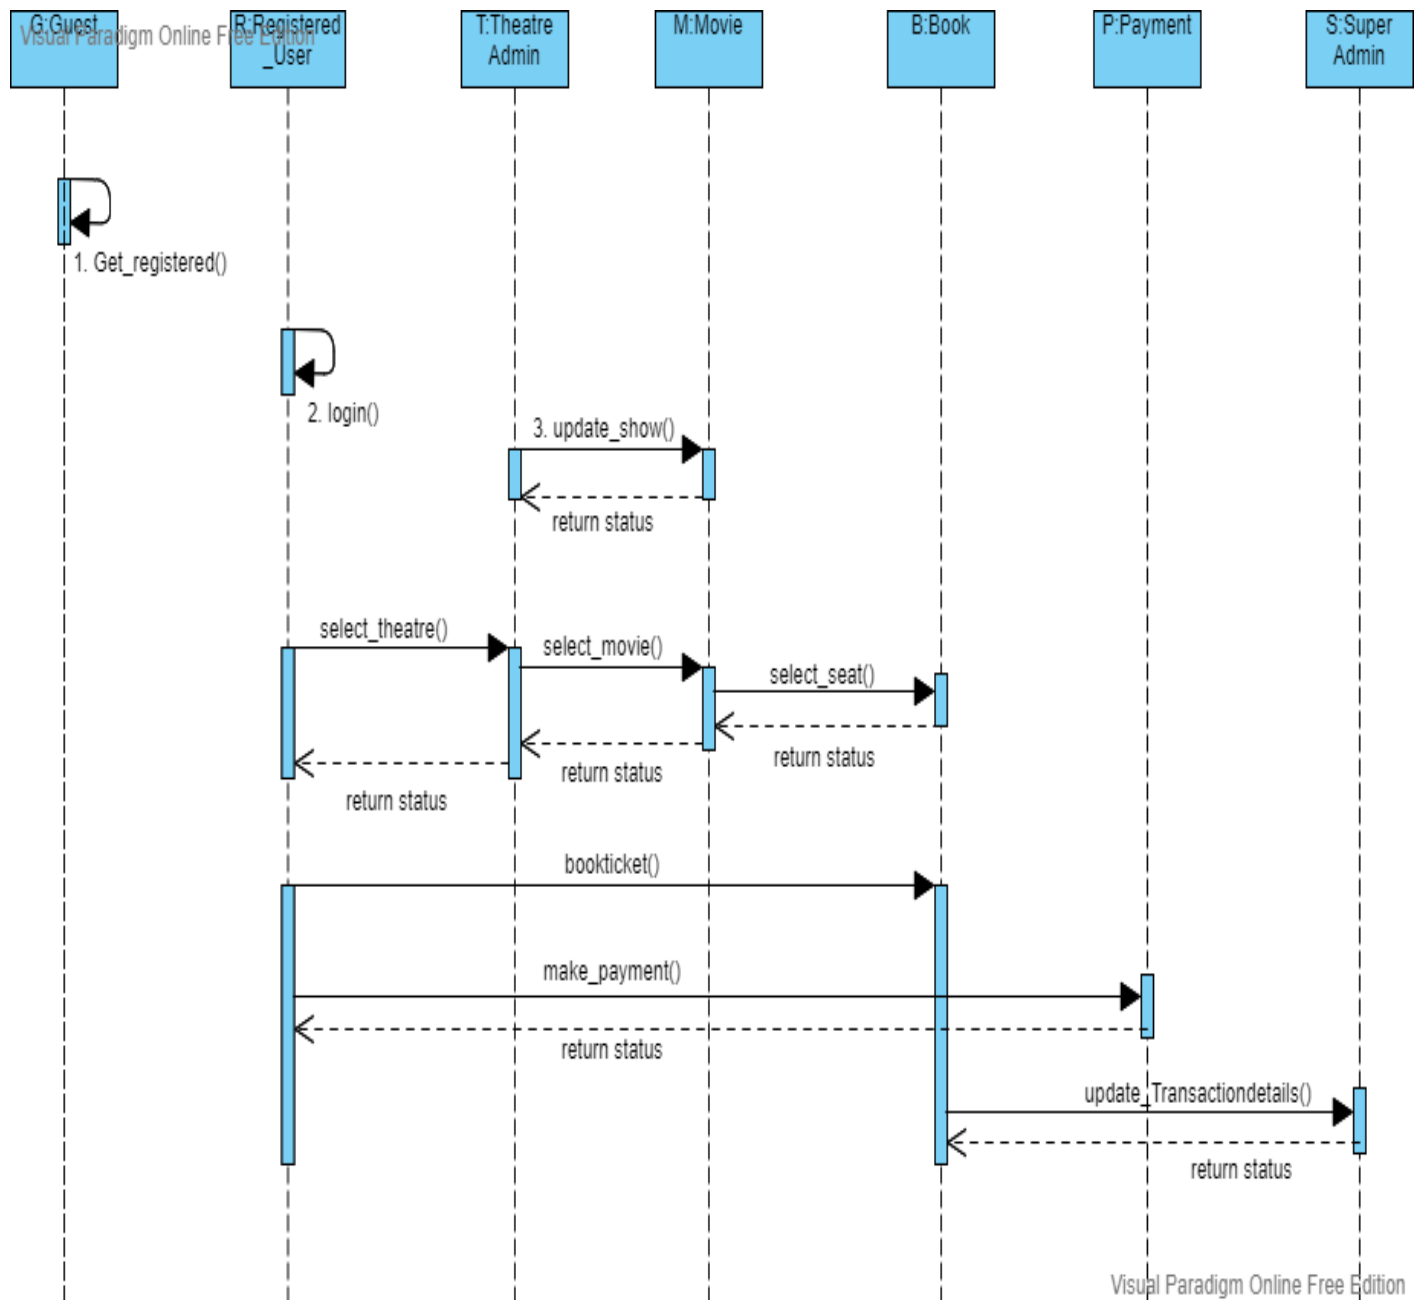 G:Guest
R:Registered
_User
T:Theatre
Admin
M:Movie
B:Book
P:Payment
S:Super
Admin
Visual Paradigm Online Free Edition
1. Get_registered()
2. login()
3. update_show()
return status
select_theatre()
select_movie()
select_seat()
return status
return status
return status
bookticket()
make_payment()
return status
update_Transactiondetails()
return status
Visual Paradigm Online Free Edition